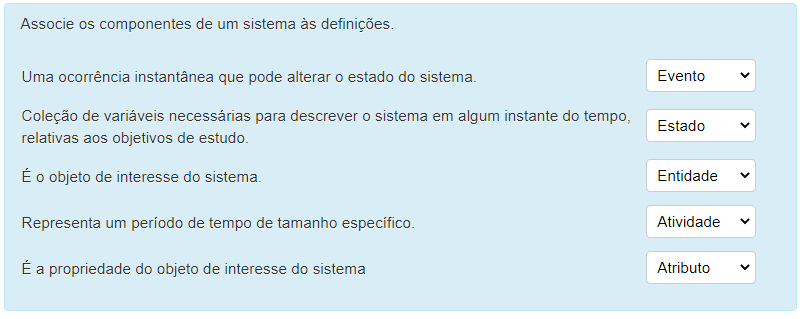 Associe os componentes de um sistema às definições.
Uma ocorrência instantânea que pode alterar o estado do sistema. Evento
Coleção de variáveis necessárias para descrever o sistema em algum instante do tempo,
relativas aos objetivos de estudo. Estado
É o objeto de interesse do sistema. Entidade
Representa um período de tempo de tamanho específico. Atividade
É a propriedade do objeto de interesse do sistema Atributo